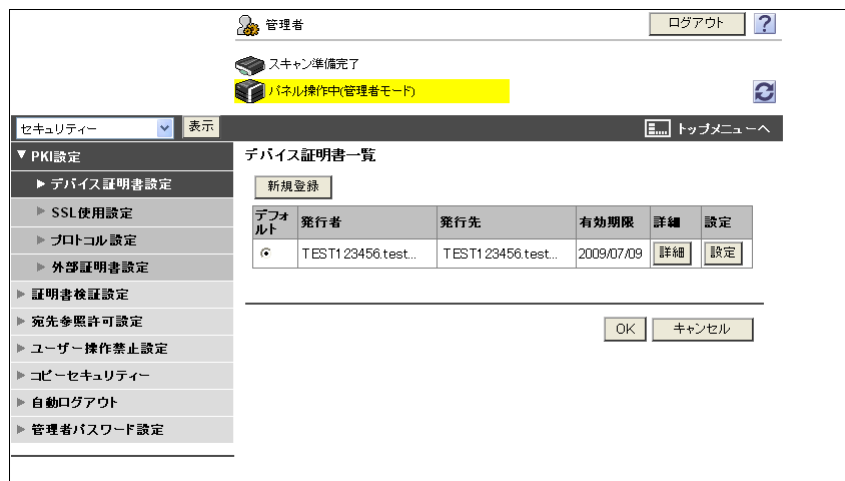 管理者
ログアウト
?
スキャン準備完了
パネル操作中(管理者モード)
セキュリティー
表示
トップメニューへ
▼ PKI設定
▶ デバイス証明書設定
▶ SSL使用設定
▶ プロトコル設定
▶ 外部証明書設定
▶ 証明書検証設定
▶ 宛先参照許可設定
▶ ユーザー操作禁止設定
▶ コピーセキュリティー
▶ 自動ログアウト
▶ 管理者パスワード設定
デバイス証明書一覧
新規登録
デフォルト 発行者 発行先 有効期限 詳細 設定
TEST123456.test... TEST123456.test... 2009/07/09 詳細 設定
OK キャンセル